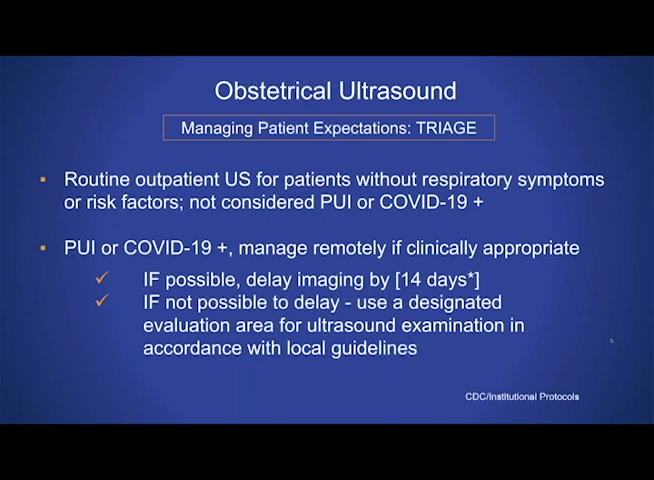 Obstetrical Ultrasound
Managing Patient Expectations: TRIAGE
▪ Routine outpatient US for patients without respiratory symptoms
or risk factors; not considered PUI or COVID-19 +
▪ PUI or COVID-19 +, manage remotely if clinically appropriate
✓ IF possible, delay imaging by [14 days*]
✓ IF not possible to delay - use a designated
evaluation area for ultrasound examination in
accordance with local guidelines
CDC/Institutional Protocols